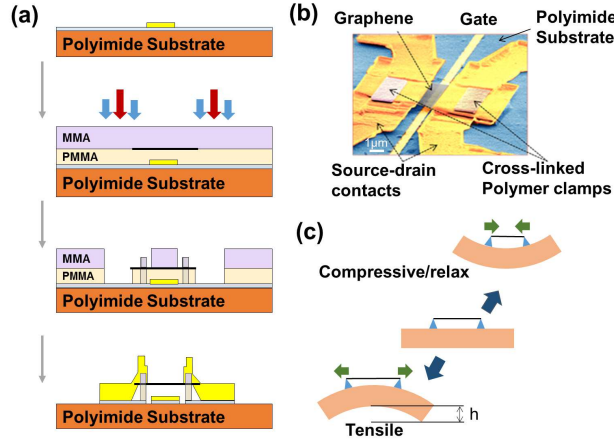 (a)
Polyimide Substrate
MMA
PMMA
Polyimide Substrate
MMA
PMMA
Polyimide Substrate
Polyimide Substrate
(b)
Graphene
Gate
Polyimide
Substrate
1μm
Source-drain
contacts
Cross-linked
Polymer clamps
(c)
Compressive/relax
h
Tensile